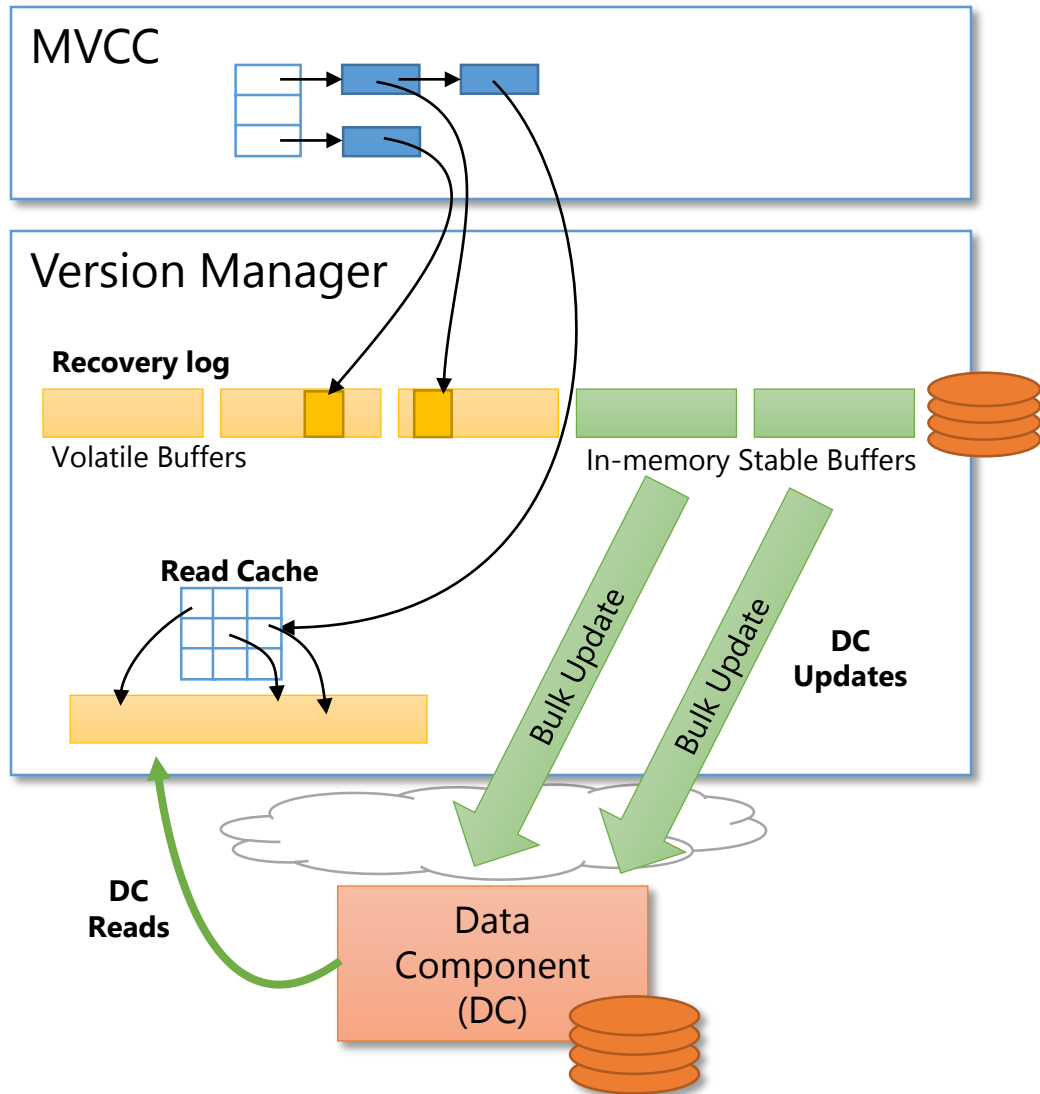 MVCC
Version Manager
Recovery log
Volatile Buffers
In-memory Stable Buffers
Read Cache
Bulk Update
Bulk Update
DC
Updates
DC
Reads
Data
Component
(DC)